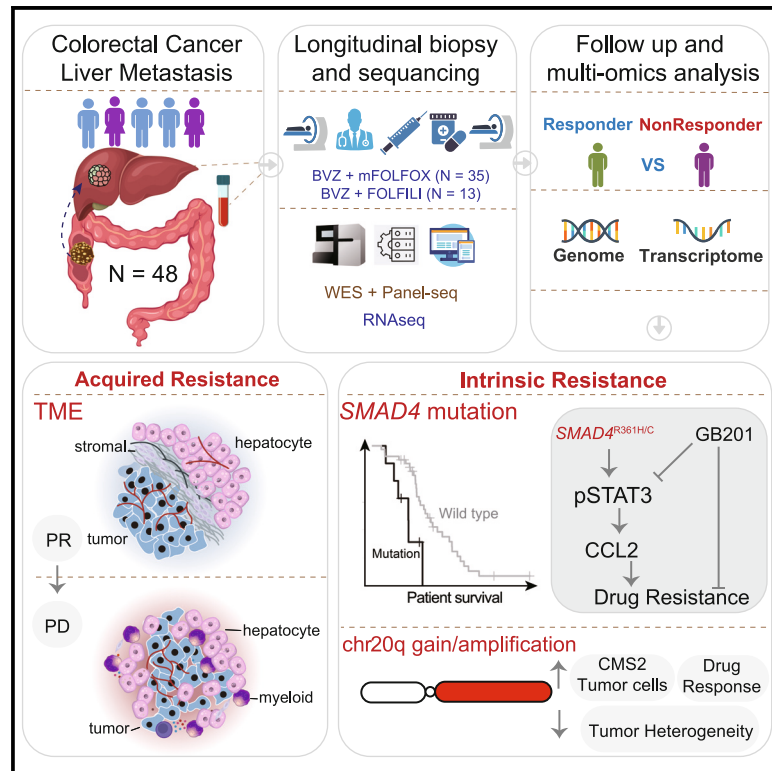 Colorectal Cancer
Liver Metastasis
N = 48
Longitudinal biopsy
and sequencing
BVZ + mFOLFOX (N = 35)
BVZ + FOLFILI (N = 13)
WES + Panel-seq
RNAseq
Follow up and
multi-omics analysis
Responder NonResponder
VS
Genome Transcriptome
Acquired Resistance
TME
stromal
hepatocyte
tumor
PR
PD
hepatocyte
myeloid
tumor
Intrinsic Resistance
SMAD4 mutation
Wild type
Mutation
Patient survival
SMAD4R361H/C
GB201
pSTAT3
CCL2
Drug Resistance
chr20q gain/amplification
CMS2
Tumor cells
Drug
Response
Tumor Heterogeneity